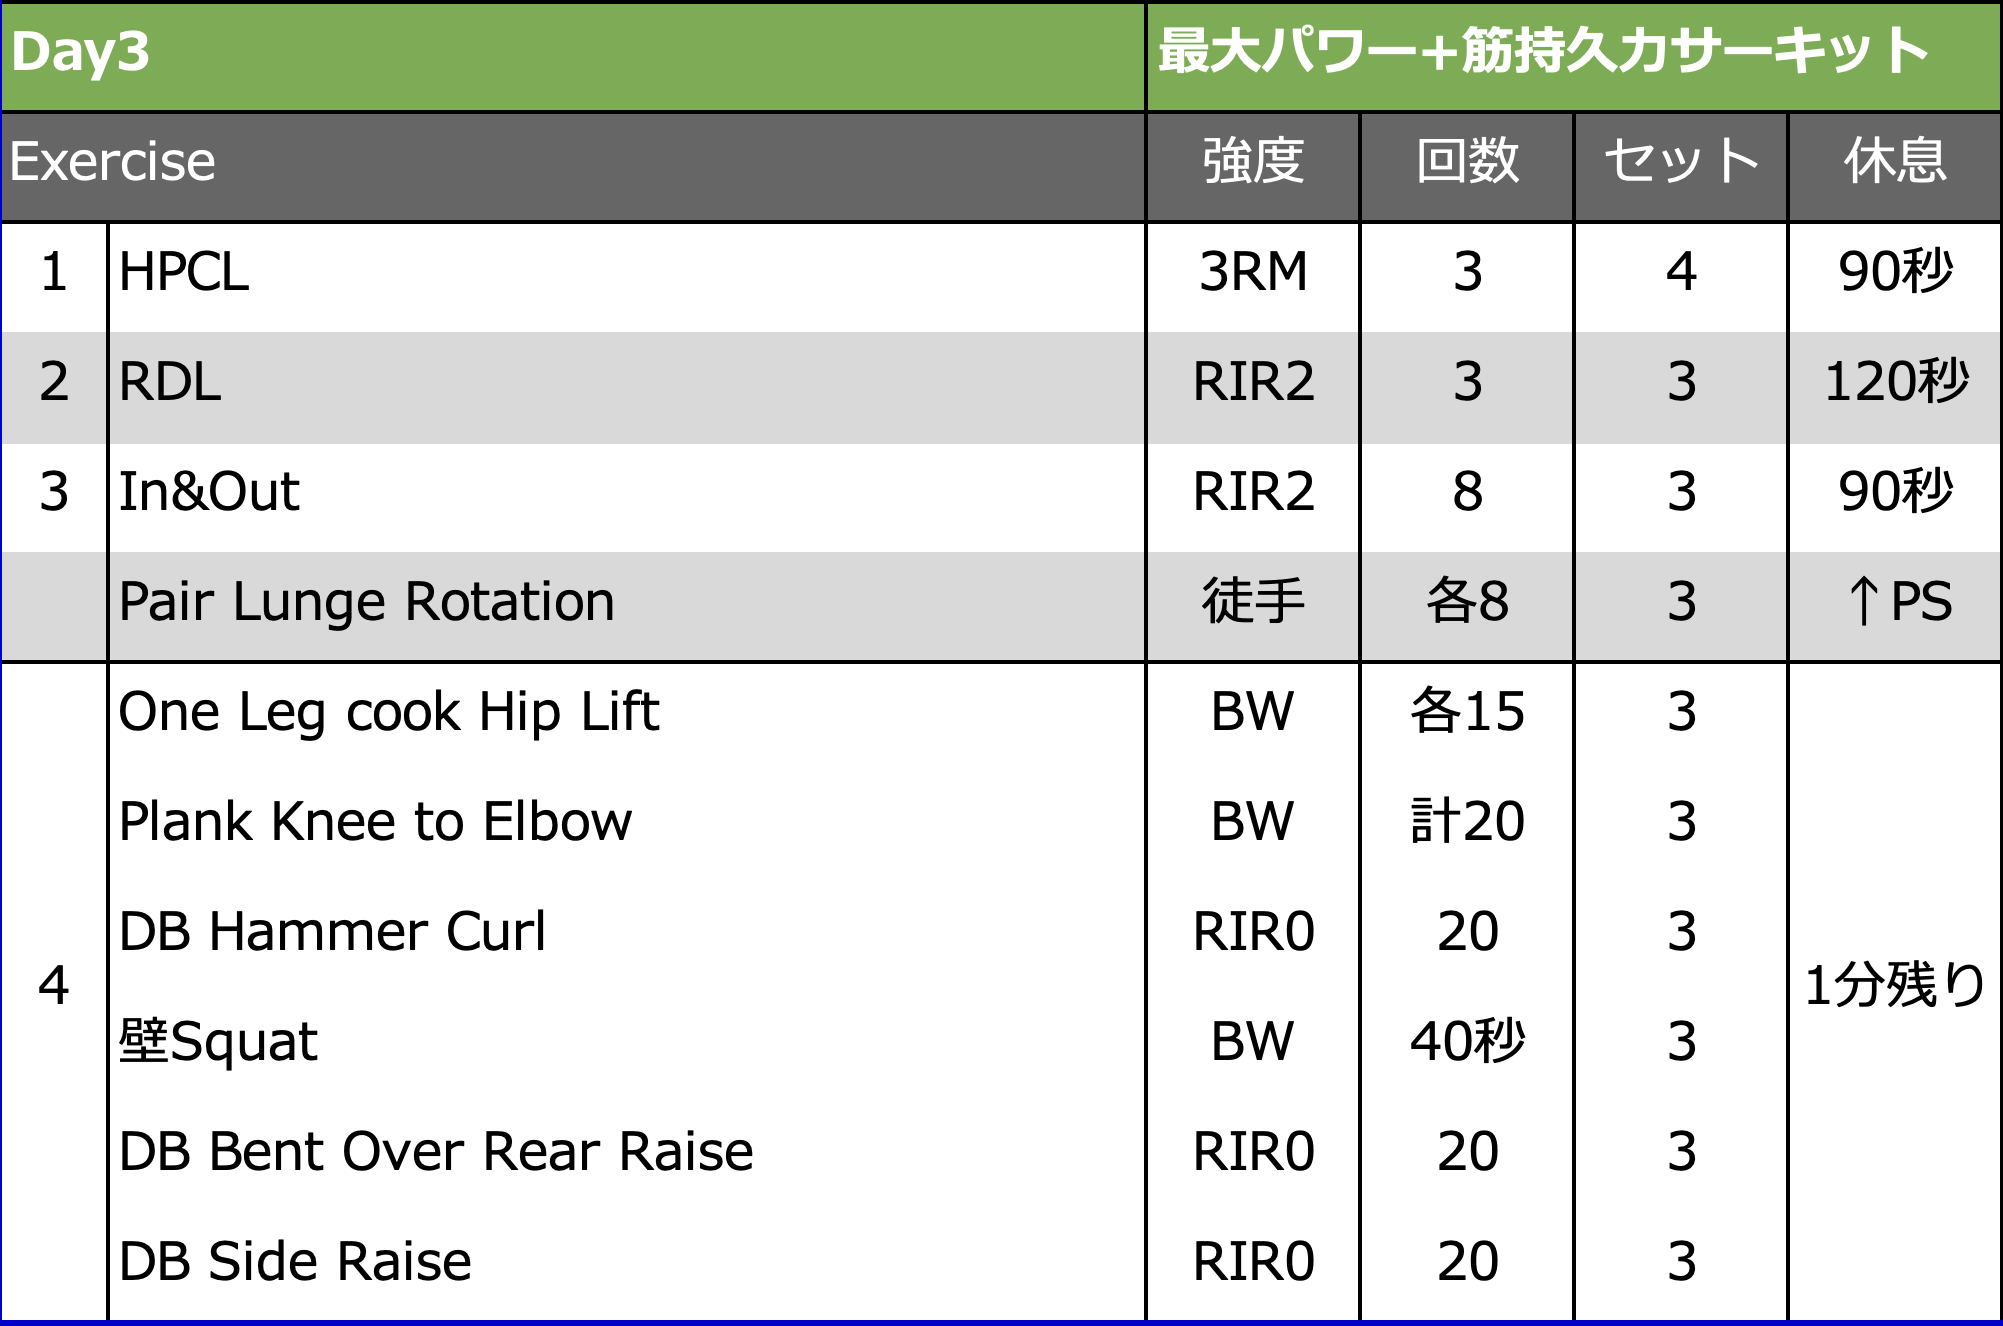 Day3 最大パワー+筋持久力サーキット
Exercise 強度 回数 セット 休息
1 HPCL 3RM 3 4 90秒
2 RDL RIR2 3 3 120秒
3 In&Out RIR2 8 3 90秒
Pair Lunge Rotation 徒手 各8 3 ↑PS
One Leg cook Hip Lift BW 各15 3
Plank Knee to Elbow BW 計20 3
DB Hammer Curl RIR0 20 3
4 1分残り
壁Squat BW 40秒 3
DB Bent Over Rear Raise RIR0 20 3
DB Side Raise RIR0 20 3